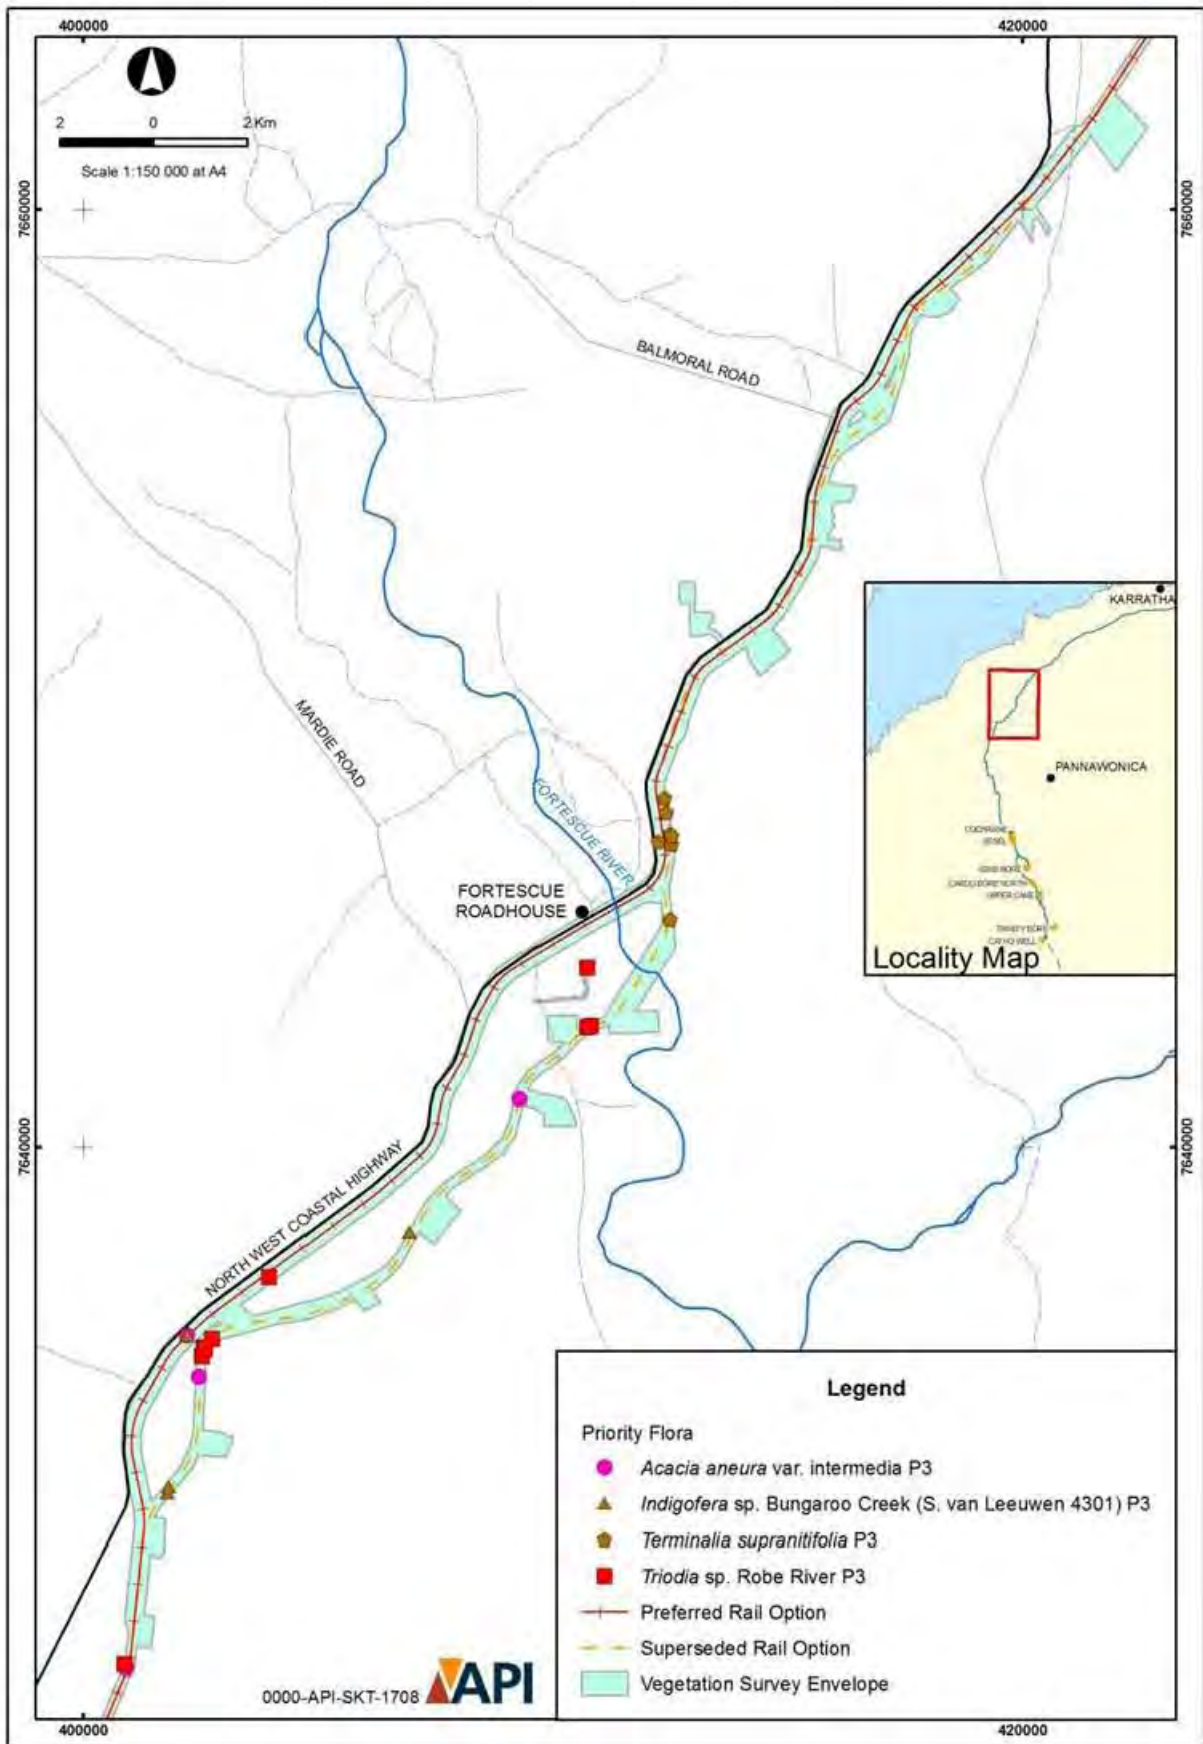 400000
420000
2 0 2 Km
Scale 1:150 000 at A4
7660000
7660000
BALMORAL ROAD
KARRATHA
MARDIE ROAD
PANNAWONICA
FORTESCUE RIVER
FORTESCUE
ROADHOUSE
CATHO WELL
Locality Map
7640000
7640000
NORTH WEST COASTAL HIGHWAY
Legend
Priority Flora
Acacia aneura var. intermedia P3
Indigofera sp. Bungaroo Creek (S. van Leeuwen 4301) P3
Terminalia supranitifolia P3
Triodia sp. Robe River P3
Preferred Rail Option
Superseded Rail Option
Vegetation Survey Envelope
0000-API-SKT-1708
API
400000
420000